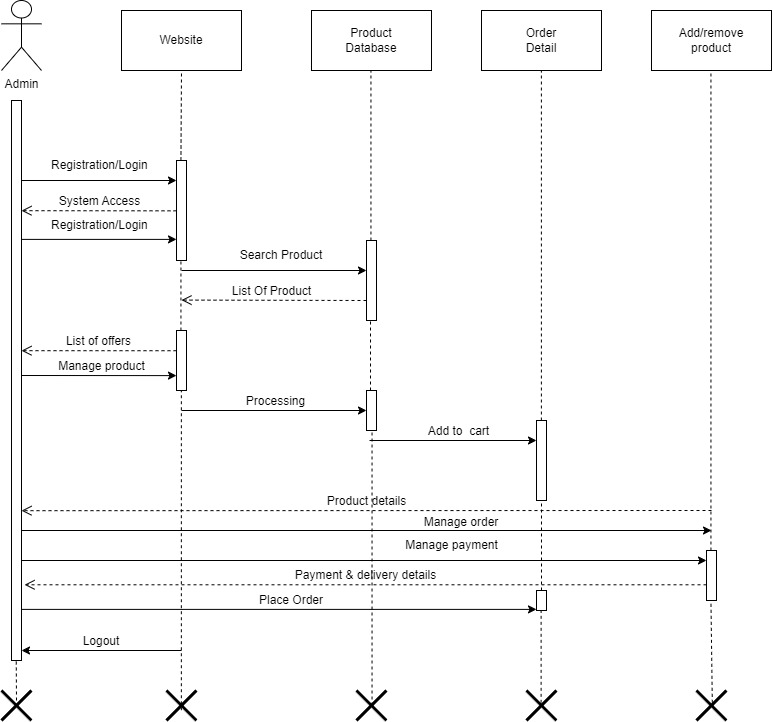 Admin
Website
Product
Database
Order
Detail
Add/remove
product
Registration/Login
System Access
Registration/Login
Search Product
List Of Product
List of offers
Manage product
Processing
Add to cart
Product details
Manage order
Manage payment
Payment & delivery details
Place Order
Logout